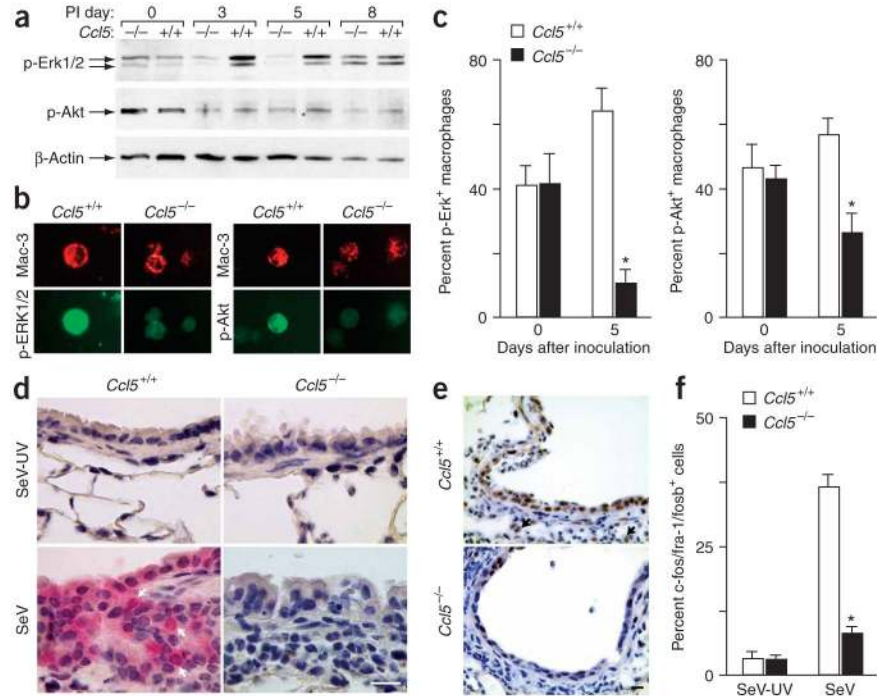 a
PI day: 0 3 5 8
Ccl5: –/– +/+ –/– +/+ –/– +/+ –/– +/+
p-Erk1/2
p-Akt
β-Actin
b
Ccl5+/+ Ccl5–/– Ccl5+/+ Ccl5–/–
Mac-3
Mac-3
p-ERK1/2
p-Akt
c
Ccl5+/+
Ccl5–/–
80
40
0
Percent p-Erk+ macrophages
*
0 5
Days after inoculation
80
40
0
Percent p-Akt+ macrophages
*
0 5
Days after inoculation
d
Ccl5+/+ Ccl5–/–
SeV-UV
SeV
e
Ccl5+/+
Ccl5–/–
f
Ccl5+/+
Ccl5–/–
50
25
0
Percent c-fos/fra-1/fosb+ cells
*
SeV-UV SeV